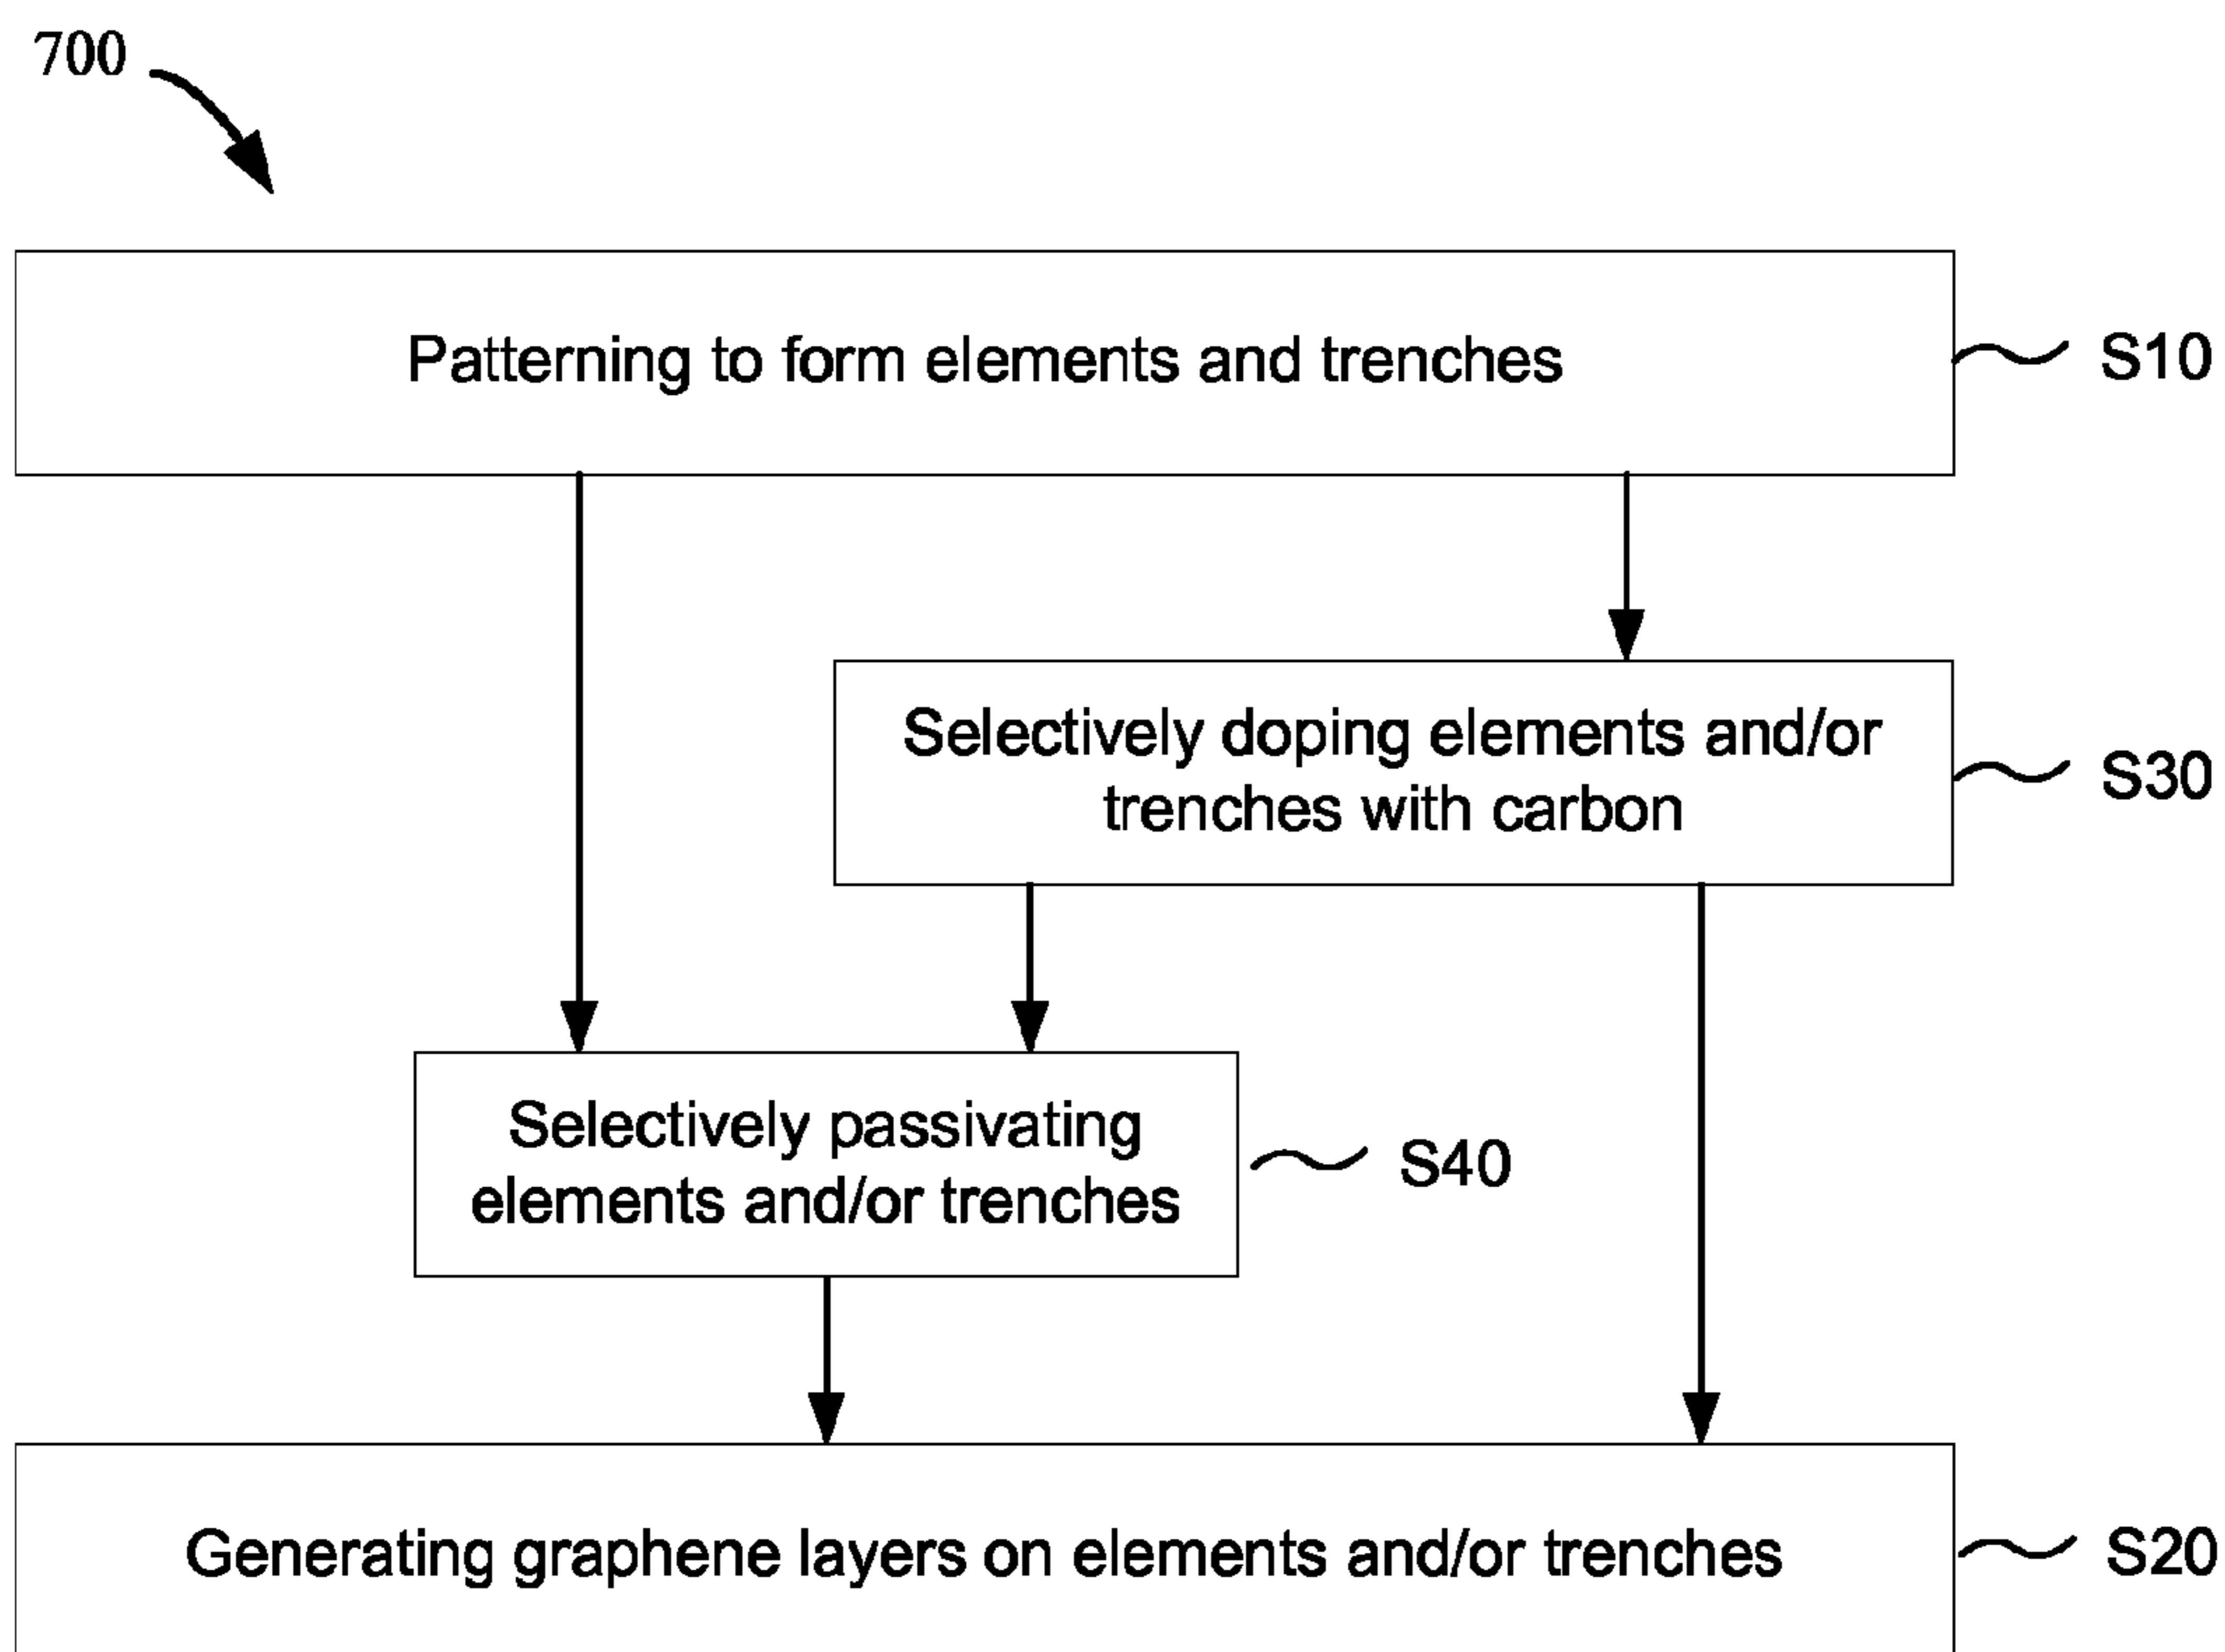 700
Patterning to form elements and trenches
S10
Selectively doping elements and/or
trenches with carbon
S30
Selectively passivating
elements and/or trenches
S40
Generating graphene layers on elements and/or trenches
S20